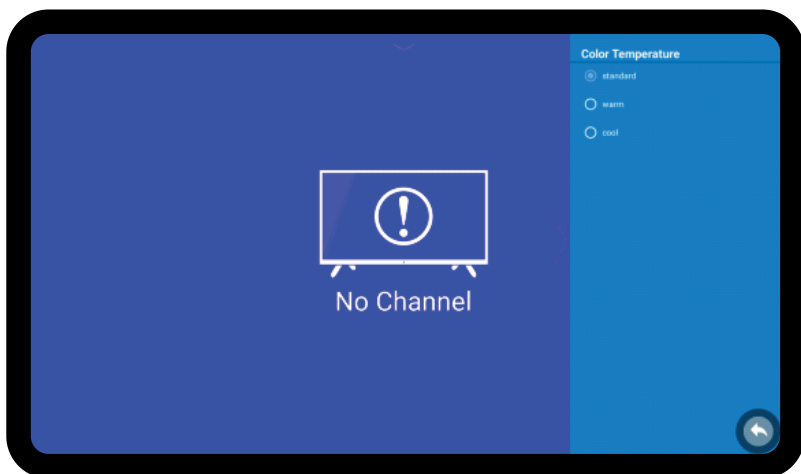 Color Temperature
standard
warm
cool
No Channel